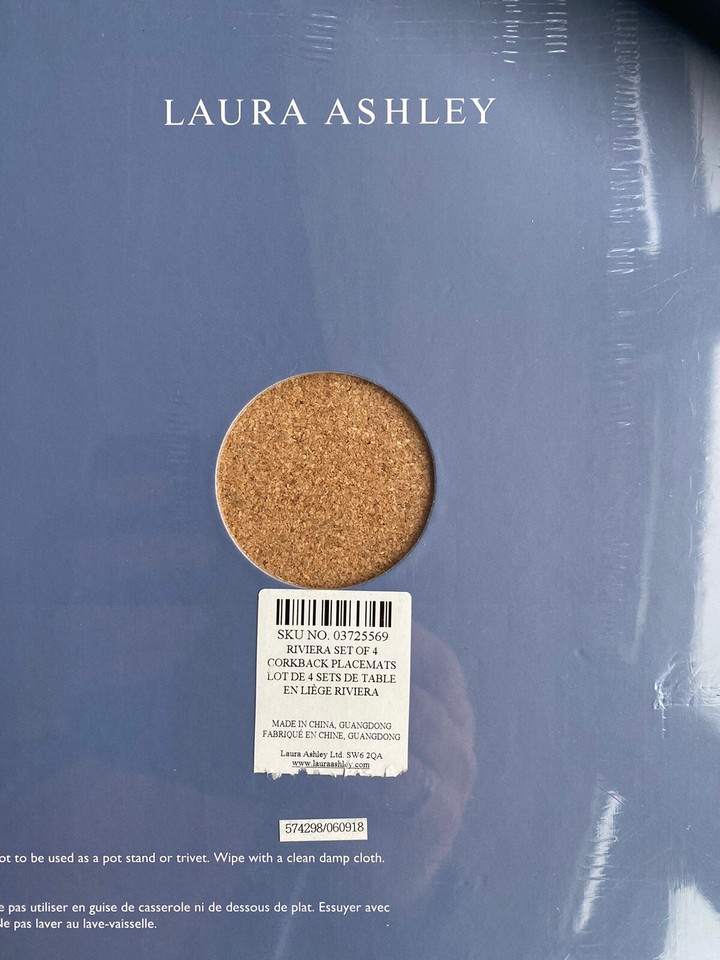 LAURA ASHLEY
SKU NO. 03725569
RIVIERA SET OF 4
CORKBACK PLACEMATS
LOT DE 4 SETS DE TABLE
EN LIÈGE RIVIERA
MADE IN CHINA, GUANGDONG
FABRIQUÉ EN CHINE, GUANGDONG
Laura Ashley Ltd. SW6 2QA
www.lauraashley.com
574298/060918
ot to be used as a pot stand or trivet. Wipe with a clean damp cloth.
e pas utiliser en guise de casserole ni de dessous de plat. Essuyer avec
Ne pas laver au lave-vaisselle.